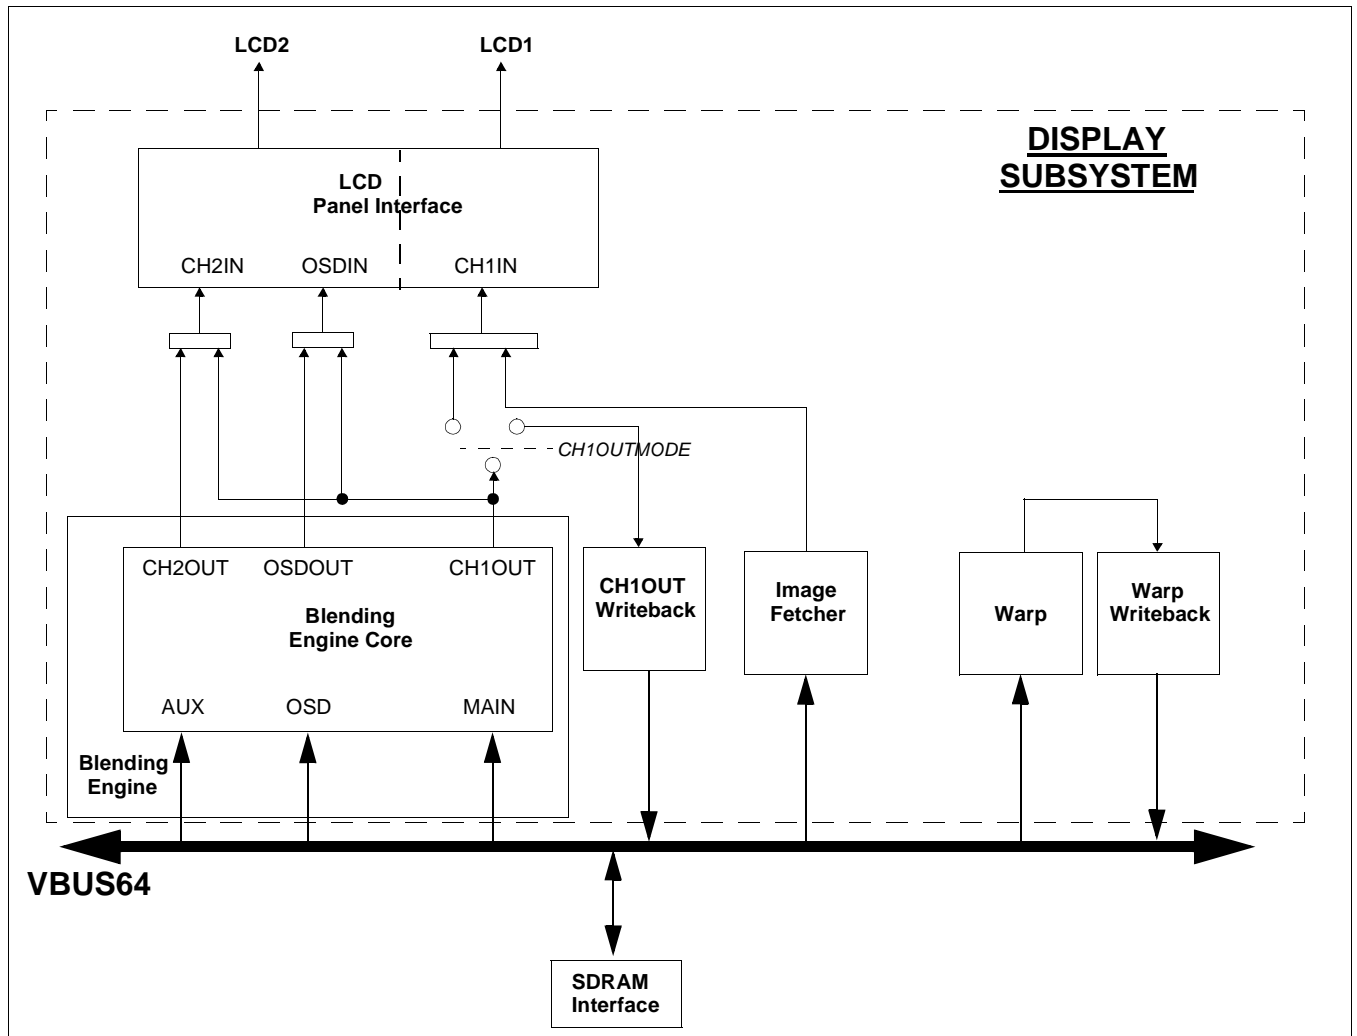 LCD2
LCD1
DISPLAY
SUBSYSTEM
LCD
Panel Interface
CH2IN
OSDIN
CH1IN
CH1OUTMODE
CH2OUT
OSDOUT
CH1OUT
Blending
Engine Core
AUX
OSD
MAIN
Blending
Engine
CH1OUT
Writeback
Image
Fetcher
Warp
Warp
Writeback
VBUS64
SDRAM
Interface